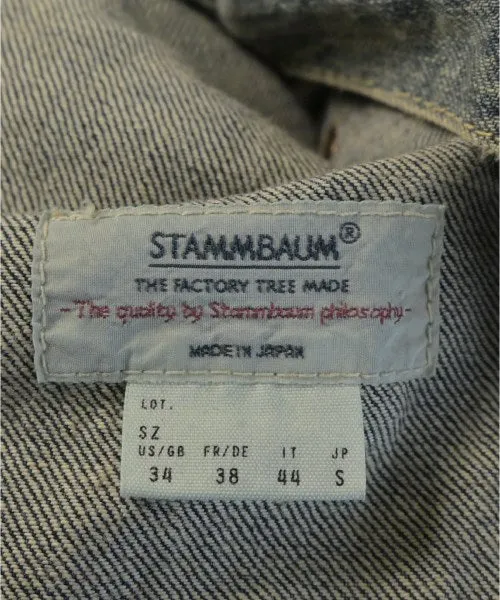 STAMMBAUM®
THE FACTORY TREE MADE
-The quality by Stammbaum philosophy-
MADE IN JAPAN
LOT.
SZ
US/GB FR/DE IT JP
34 38 44 S